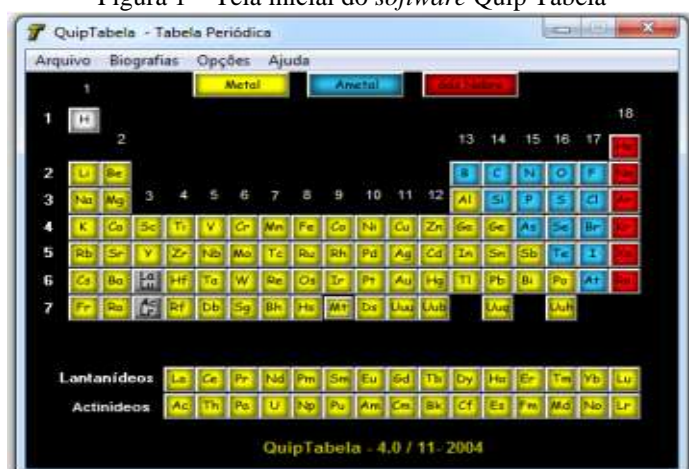 Figura 1 – Tela inicial do software Quip Tabela
QuipTabela - Tabela Periódica
Arquivo Biografias Opções Ajuda
Metal Ametal
1 18
1 H He
2 13 14 15 16 17
2 Li Be B C N O F Ne
3 Na Mg 3 4 5 6 7 8 9 10 11 12 Al Si P S Cl
4 K Ca Sc Ti V Cr Mn Fe Co Ni Cu Zn Ga Ge As Se Br
5 Rb Sr Y Zr Nb Mo Tc Ru Rh Pd Ag Cd In Sn Sb Te I
6 Cs Ba La Lu Hf Ta W Re Os Ir Pt Au Hg Tl Pb Bi Po At
7 Fr Ra Ac Lr Rf Db Sg Bh Hs Mt Ds Uuu Uub Uuq Uuh
Lantanídeos La Ce Pr Nd Pm Sm Eu Gd Tb Dy Ho Er Tm Yb Lu
Actinídeos Ac Th Pa U Np Pu Am Cm Bk Cf Es Fm Md No Lr
QuipTabela - 4.0 / 11- 2004